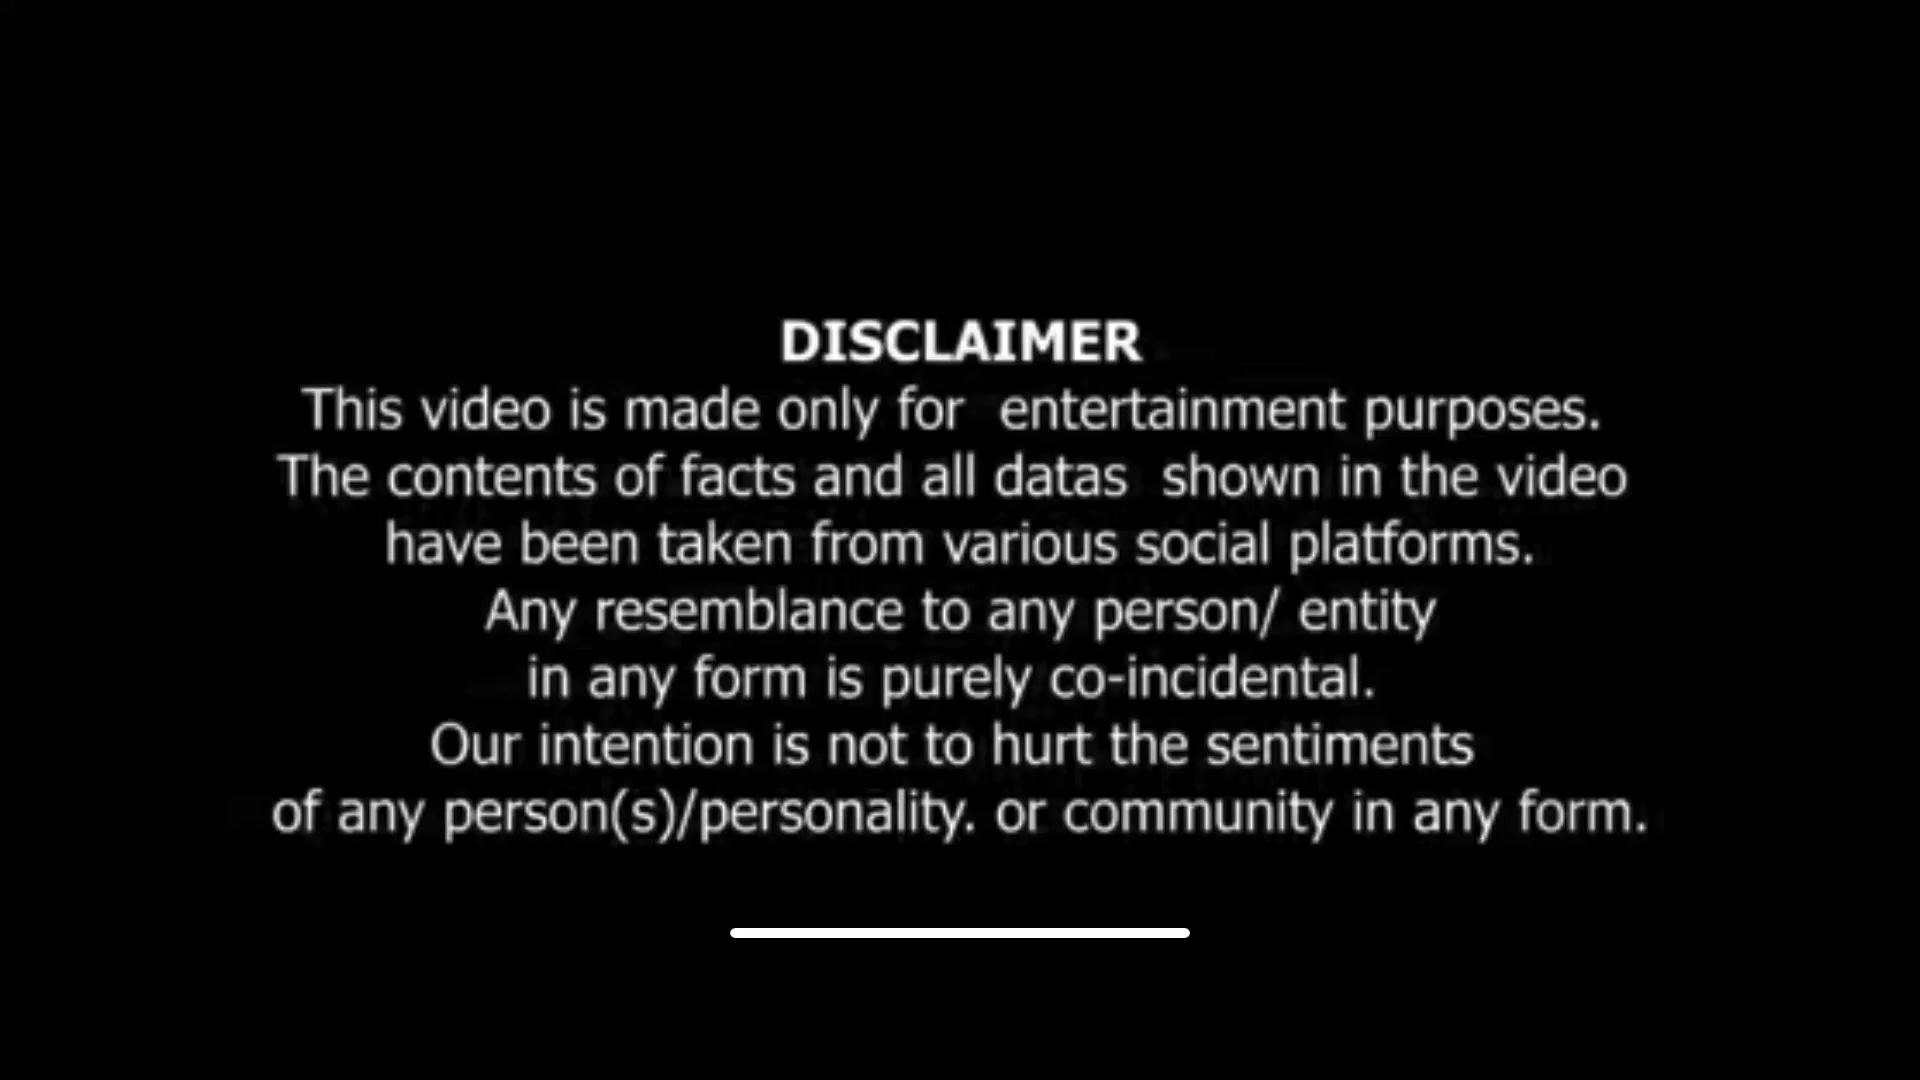 DISCLAIMER
This video is made only for  entertainment purposes.
The contents of facts and all datas  shown in the video
have been taken from various social platforms.
Any resemblance to any person/ entity
in any form is purely co-incidental.
Our intention is not to hurt the sentiments
of any person(s)/personality. or community in any form.